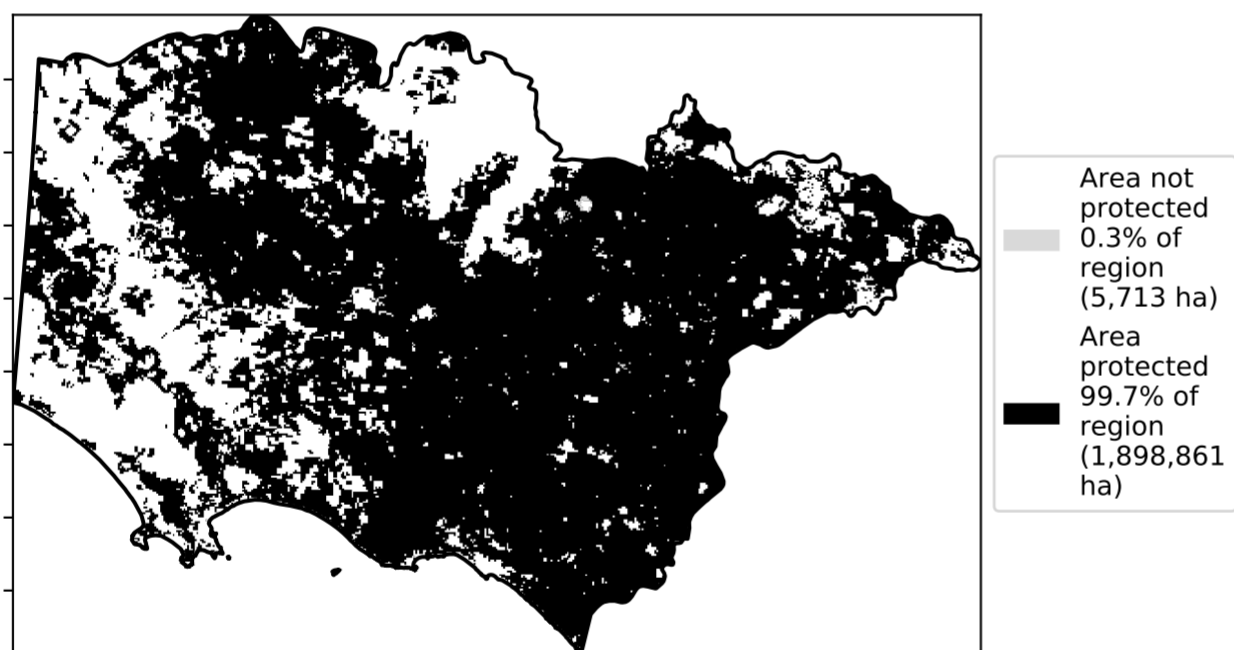 Area not
protected
0.3% of
region
(5,713 ha)
Area
protected
99.7% of
region
(1,898,861
ha)